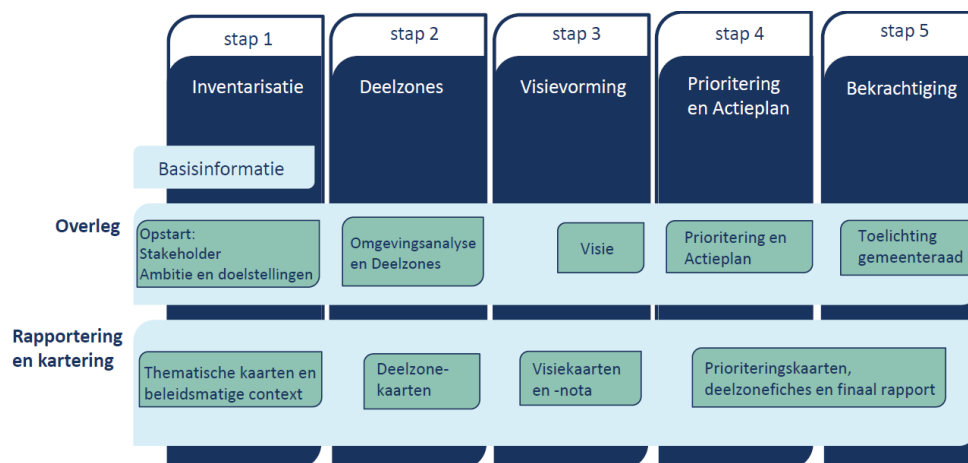 stap 1
stap 2
stap 3
stap 4
stap 5
Inventarisatie
Deelzones
Visievorming
Prioritering
en Actieplan
Bekrachtiging
Basisinformatie
Overleg
Opstart:
Stakeholder
Ambitie en doelstellingen
Omgevingsanalyse
en Deelzones
Visie
Prioritering en
Actieplan
Toelichting
gemeenteraad
Rapportering
en kartering
Thematische kaarten en
beleidsmatige context
Deelzone-
kaarten
Visiekaarten
en -nota
Prioriteringskaarten,
deelzonefiches en finaal rapport